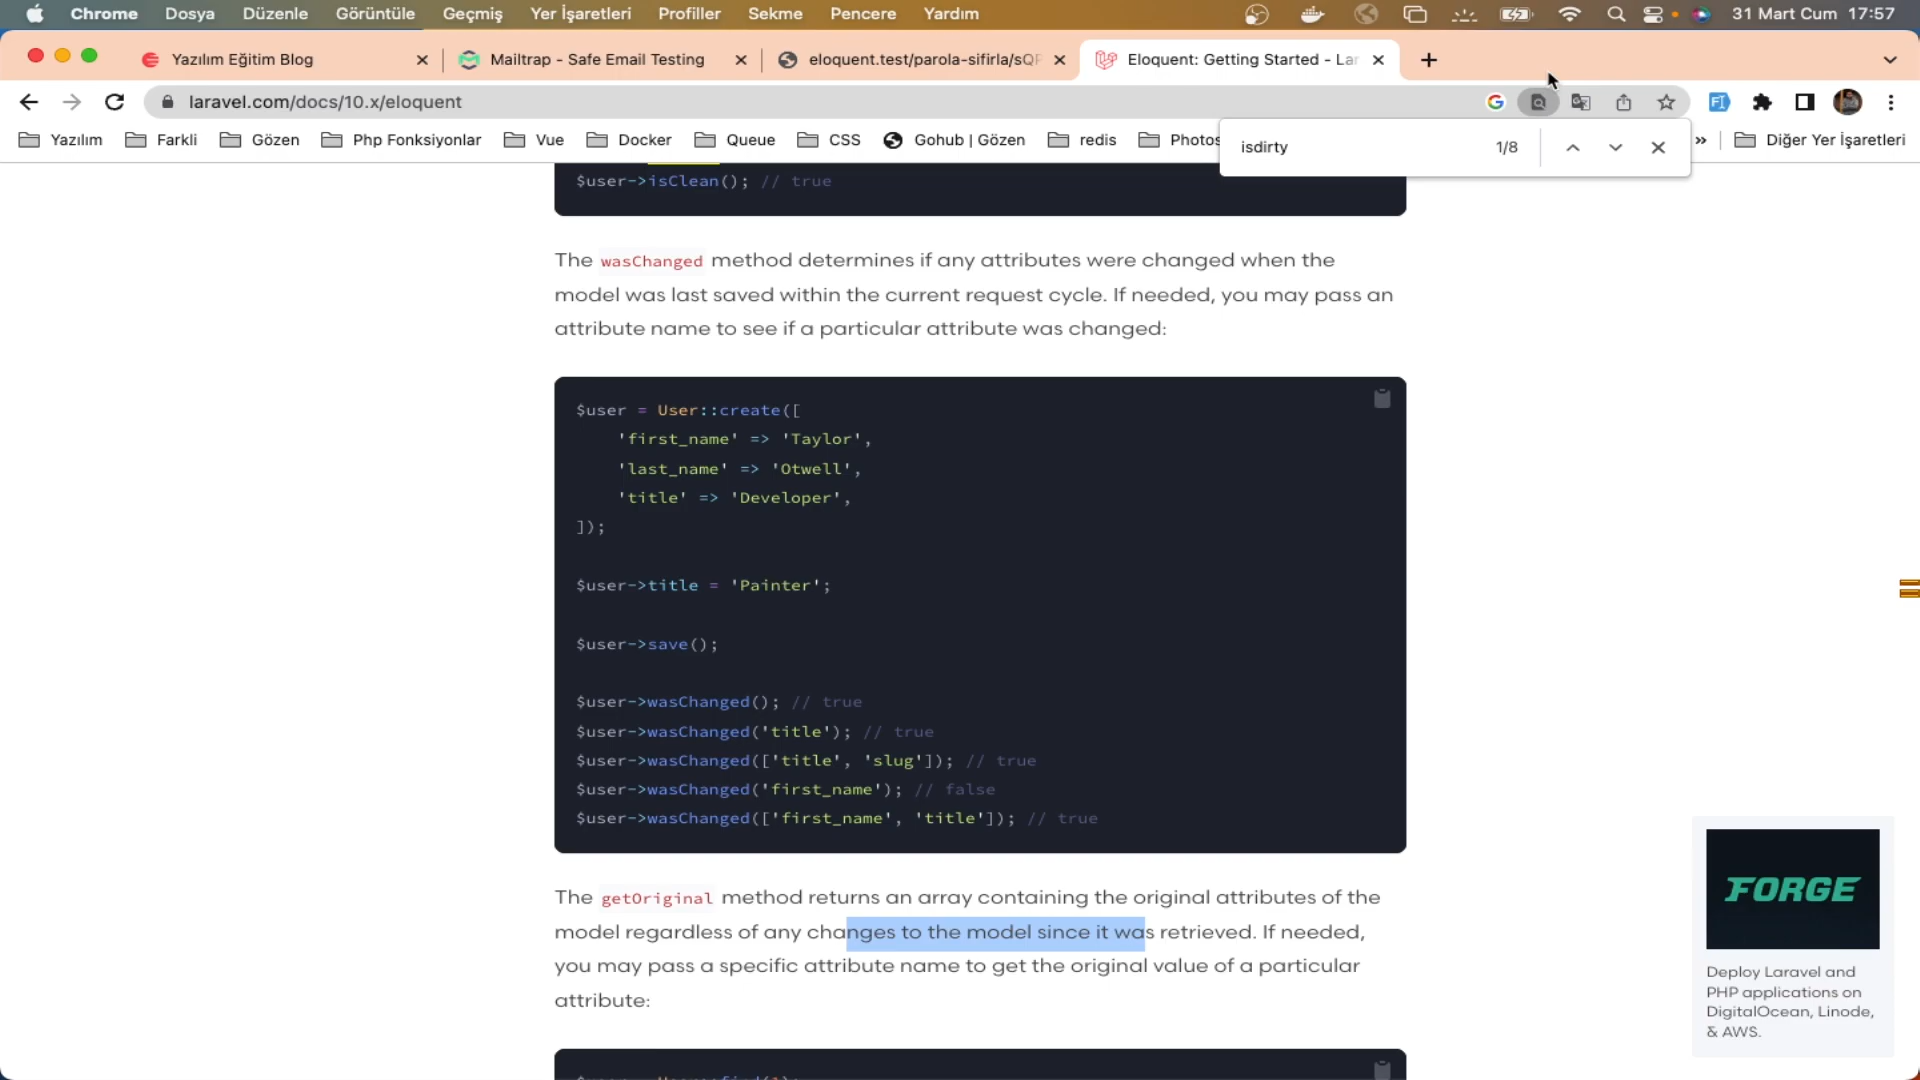 Chrome Dosya Düzenle Görüntüle Geçmiş Yer İşaretleri Profiller Sekme Pencere Yardım 31 Mart Cum 17:57
Yazılım Eğitim Blog Mailtrap - Safe Email Testing eloquent.test/parola-sifirla/sQF Eloquent: Getting Started - Lar
laravel.com/docs/10.x/eloquent
Yazılım Farkli Gözen Php Fonksiyonlar Vue Docker Queue CSS Gohub | Gözen redis Photos » Diğer Yer İşaretleri
isdirty 1/8
$user->isClean(); // true
The wasChanged method determines if any attributes were changed when the
model was last saved within the current request cycle. If needed, you may pass an
attribute name to see if a particular attribute was changed:
$user = User::create([
'first_name' => 'Taylor',
'last_name' => 'Otwell',
'title' => 'Developer',
]);
$user->title = 'Painter';
$user->save();
$user->wasChanged(); // true
$user->wasChanged('title'); // true
$user->wasChanged(['title', 'slug']); // true
$user->wasChanged('first_name'); // false
$user->wasChanged(['first_name', 'title']); // true
The getOriginal method returns an array containing the original attributes of the
model regardless of any changes to the model since it was retrieved. If needed,
you may pass a specific attribute name to get the original value of a particular
attribute:
FORGE
Deploy Laravel and
PHP applications on
DigitalOcean, Linode,
& AWS.